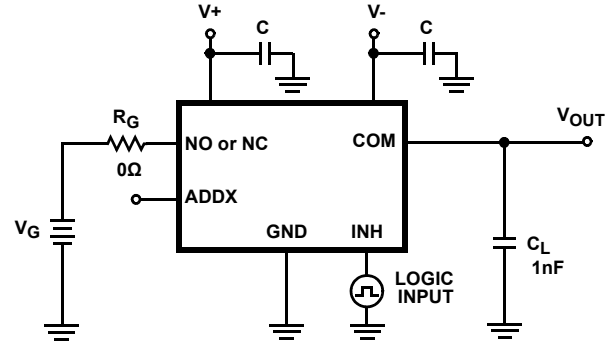 V+ C V- C
RG
0Ω
NO or NC COM VOUT
ADDX
VG
GND INH
LOGIC
INPUT
CL
1nF